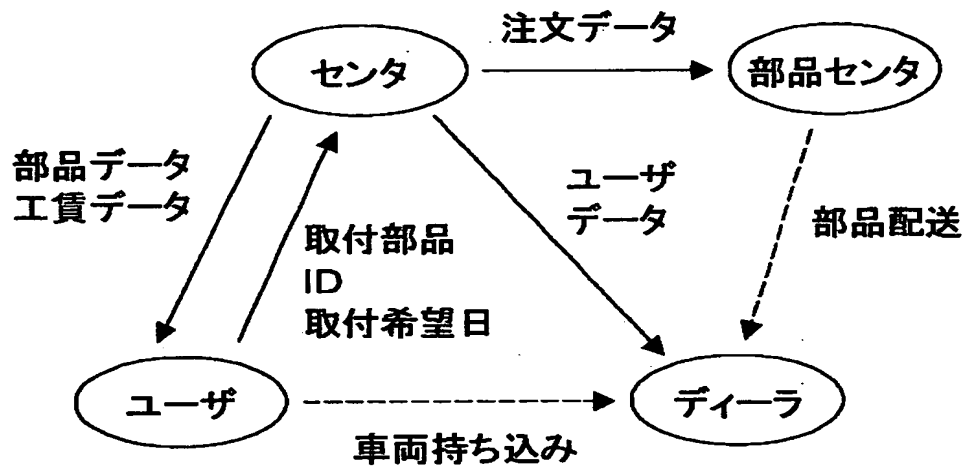 注文データ
センタ
部品センタ
部品データ
工賃データ
ユーザ
データ
部品配送
取付部品
ID
取付希望日
ユーザ
ディーラ
車両持ち込み